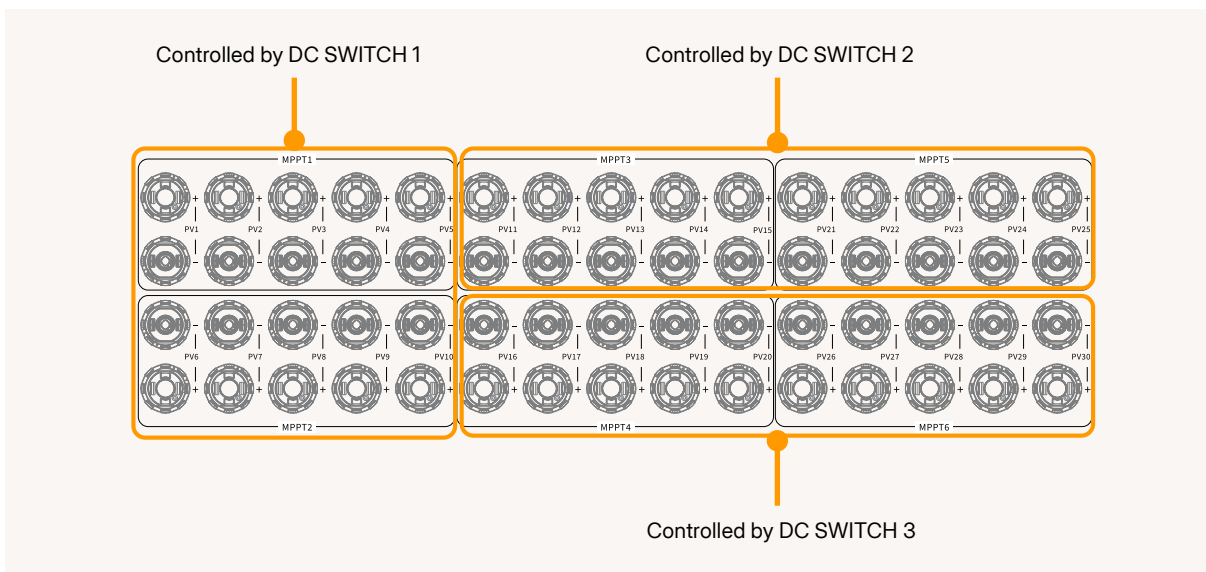 Controlled by DC SWITCH 1
Controlled by DC SWITCH 2
MPPT1
MPPT3
MPPT5
+ + + + + + + + + + + + + + +
PV1 PV2 PV3 PV4 PV5 PV11 PV12 PV13 PV14 PV15 PV21 PV22 PV23 PV24 PV25
- - - - - - - - - - - - - - -
- - - - - - - - - - - - - - -
PV6 PV7 PV8 PV9 PV10 PV16 PV17 PV18 PV19 PV20 PV26 PV27 PV28 PV29 PV30
+ + + + + + + + + + + + + + +
MPPT2
MPPT4
MPPT6
Controlled by DC SWITCH 3